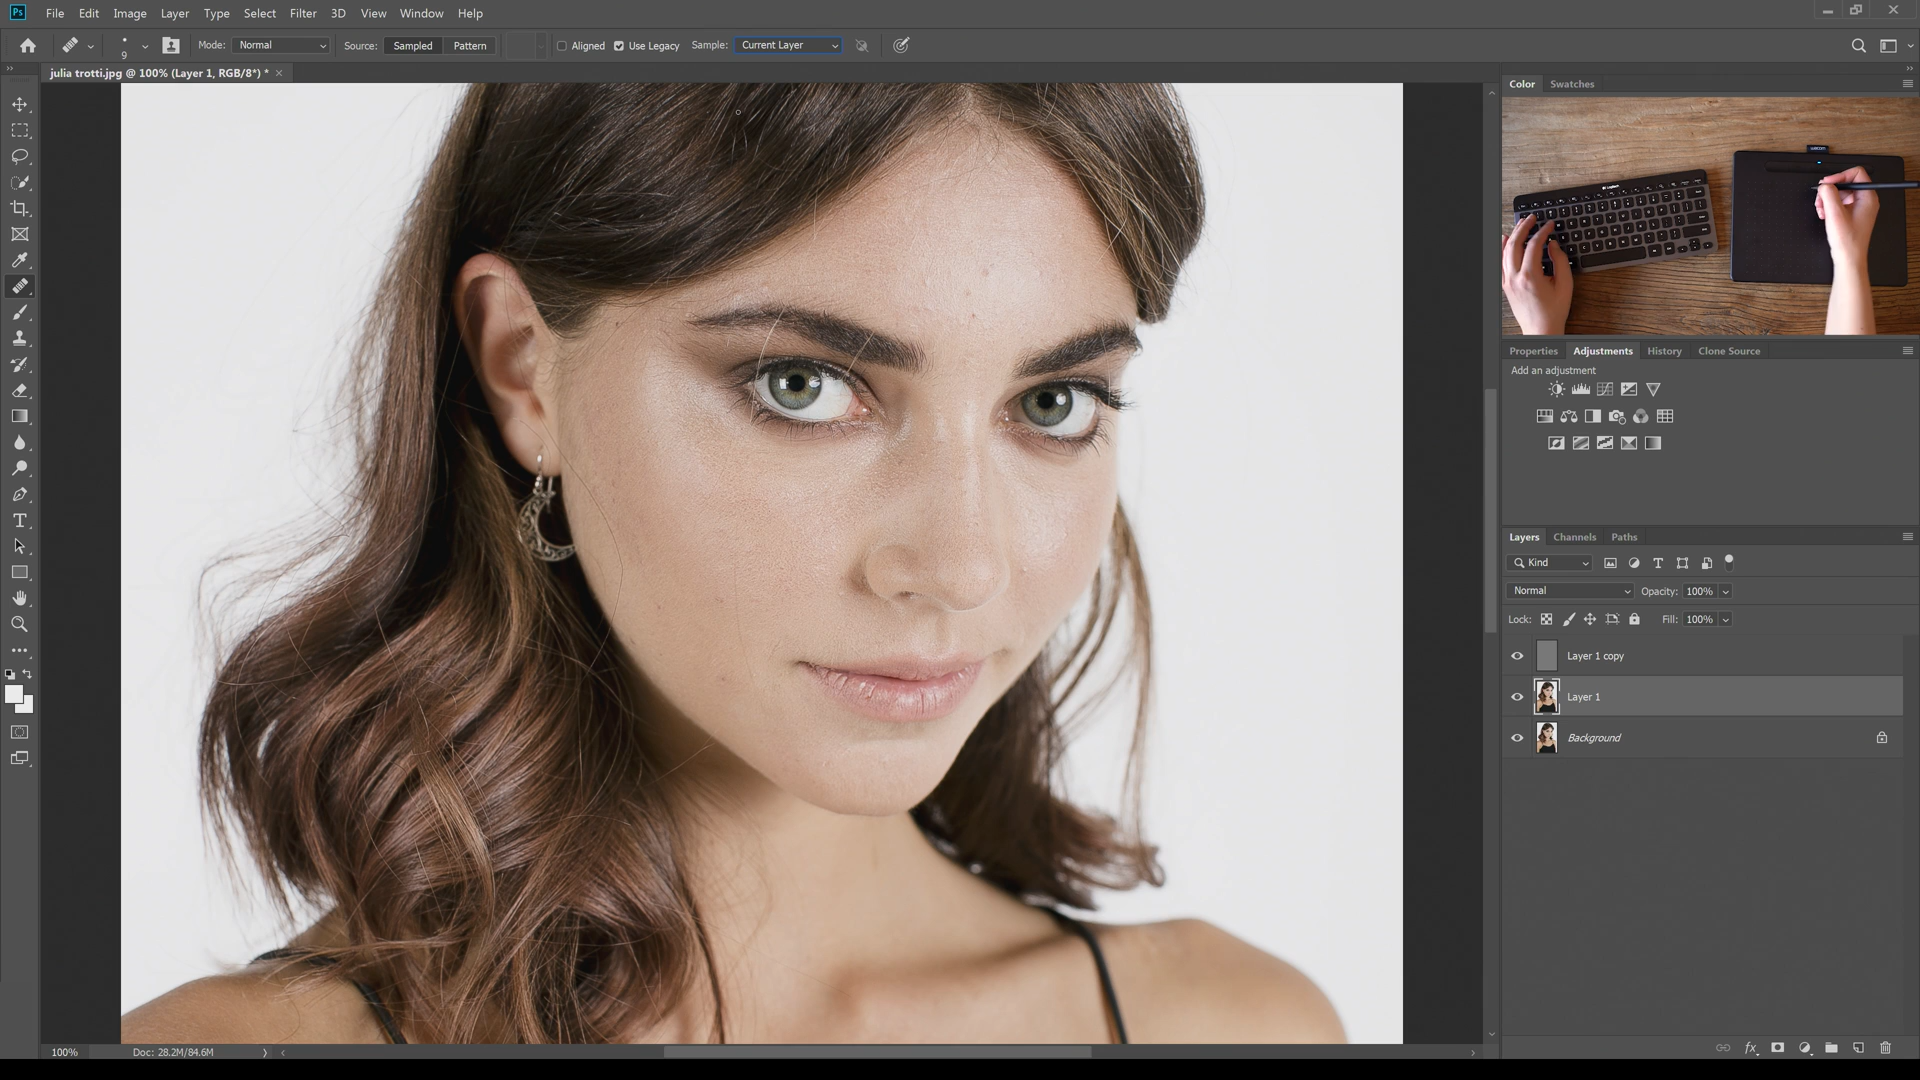 Ps File Edit Image Layer Type Select Filter 3D View Window Help
9 Mode: Normal Source: Sampled Pattern Aligned Use Legacy Sample: Current Layer
julia trotti.jpg @ 100% (Layer 1, RGB/8*) * ×
Color Swatches
Properties Adjustments History Clone Source
Add an adjustment
Layers Channels Paths
Kind
Normal Opacity: 100%
Lock: Fill: 100%
Layer 1 copy
Layer 1
Background
100% Doc: 28.2M/84.6M
fx